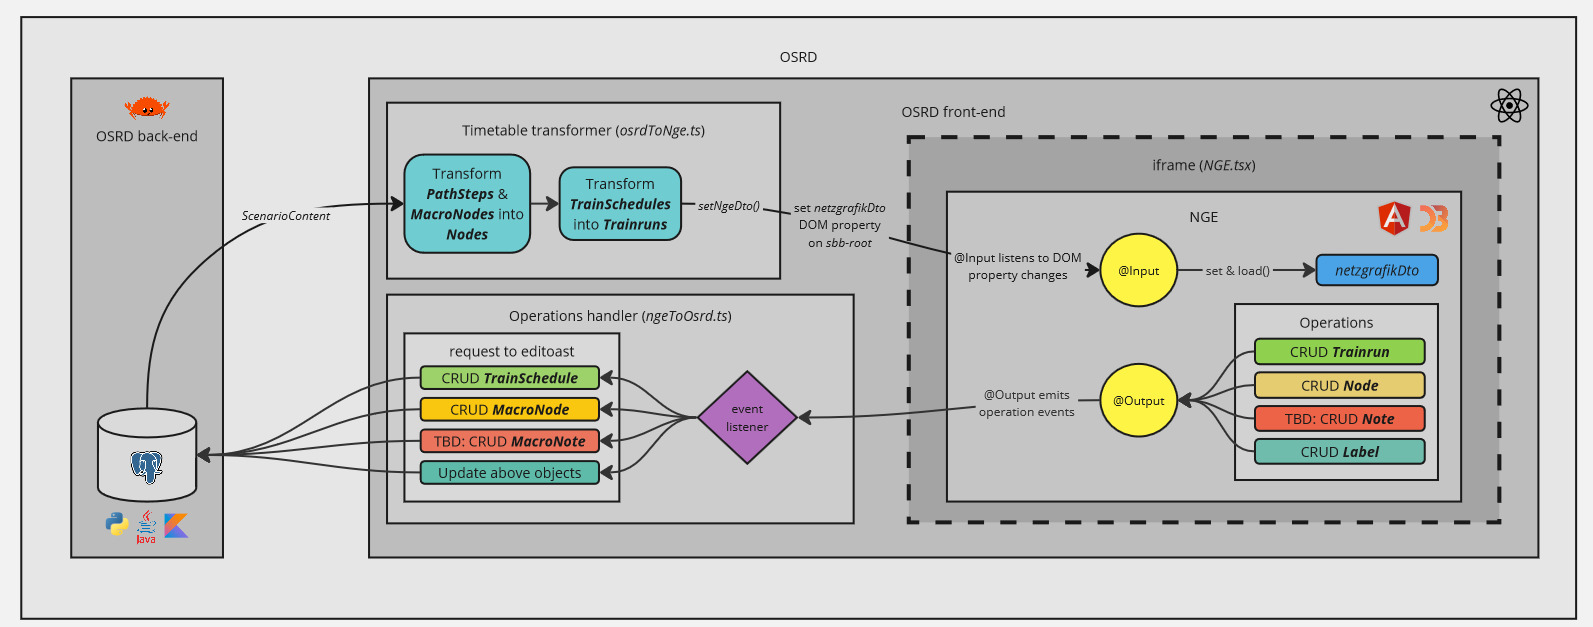 OSRD
OSRD back-end
ScenarioContent
Java
OSRD front-end
Timetable transformer (osrdToNge.ts)
Transform
PathSteps &
MacroNodes into
Nodes
Transform
TrainSchedules
into Trainruns
setNgeDto()
set netzgrafikDto
DOM property
on sbb-root
iframe (NGE.tsx)
NGE
@Input listens to DOM
property changes
@Input
set & load()
netzgrafikDto
Operations
CRUD Trainrun
CRUD Node
TBD: CRUD Note
CRUD Label
@Output
@Output emits
operation events
Operations handler (ngeToOsrd.ts)
event
listener
request to editoast
CRUD TrainSchedule
CRUD MacroNode
TBD: CRUD MacroNote
Update above objects